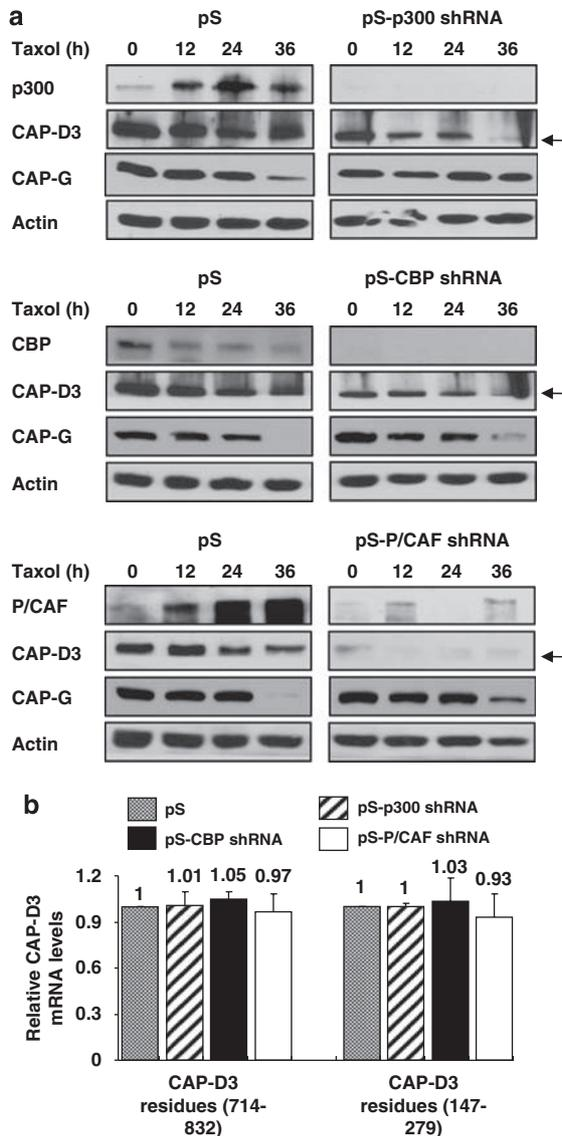 a
pS pS-p300 shRNA
Taxol (h) 0 12 24 36 0 12 24 36
p300
CAP-D3
CAP-G
Actin
pS pS-CBP shRNA
Taxol (h) 0 12 24 36 0 12 24 36
CBP
CAP-D3
CAP-G
Actin
pS pS-P/CAF shRNA
Taxol (h) 0 12 24 36 0 12 24 36
P/CAF
CAP-D3
CAP-G
Actin
b
pS pS-p300 shRNA
pS-CBP shRNA pS-P/CAF shRNA
Relative CAP-D3
mRNA levels
1.2
0.9
0.6
0.3
0
1 1.01 1.05 0.97
1 1 1.03 0.93
CAP-D3
residues (714-
832)
CAP-D3
residues (147-
279)